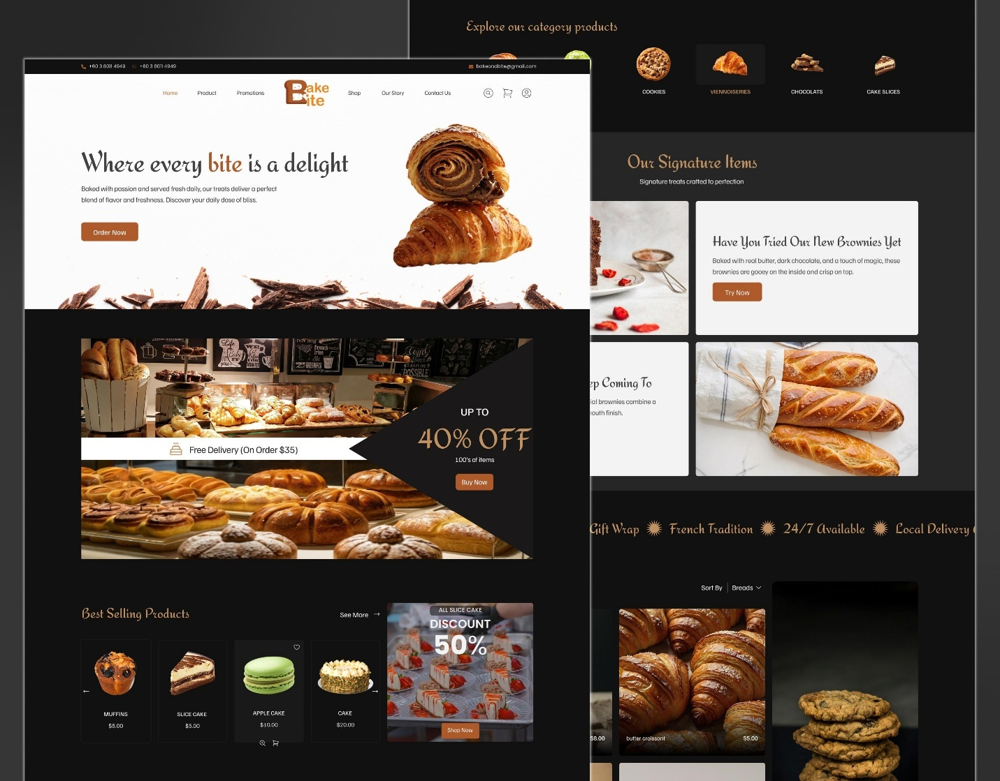 Explore our category products
COOKIES
VIENNOISERIES
CHOCOLATS
CAKE SLICES
+60 3 8011 4949
+60 3 8011 4949
bakeandbite@gmail.com
Home
Product
Promotions
Bake
Bite
Shop
Our Story
Contact Us
Where every bite is a delight
Baked with passion and served fresh daily, our treats deliver a perfect
blend of flavor and freshness. Discover your daily dose of bliss.
Order Now
Our Signature Items
Signature treats crafted to perfection
Have You Tried Our New Brownies Yet
Baked with real butter, dark chocolate, and a touch of magic, these
brownies are gooey on the inside and crisp on top.
Try Now
Coming To
brownies combine a
finish.
UP TO
40% OFF
100's of items
Buy Now
Free Delivery (On Order $35)
Gift Wrap
French Tradition
24/7 Available
Local Delivery
Best Selling Products
See More
MUFFINS
$8.00
SLICE CAKE
$5.00
APPLE CAKE
$10.00
CAKE
$20.00
ALL SLICE CAKE
DISCOUNT
50%
Shop Now
Sort By
Breads
$8.00
butter croissant
$5.00